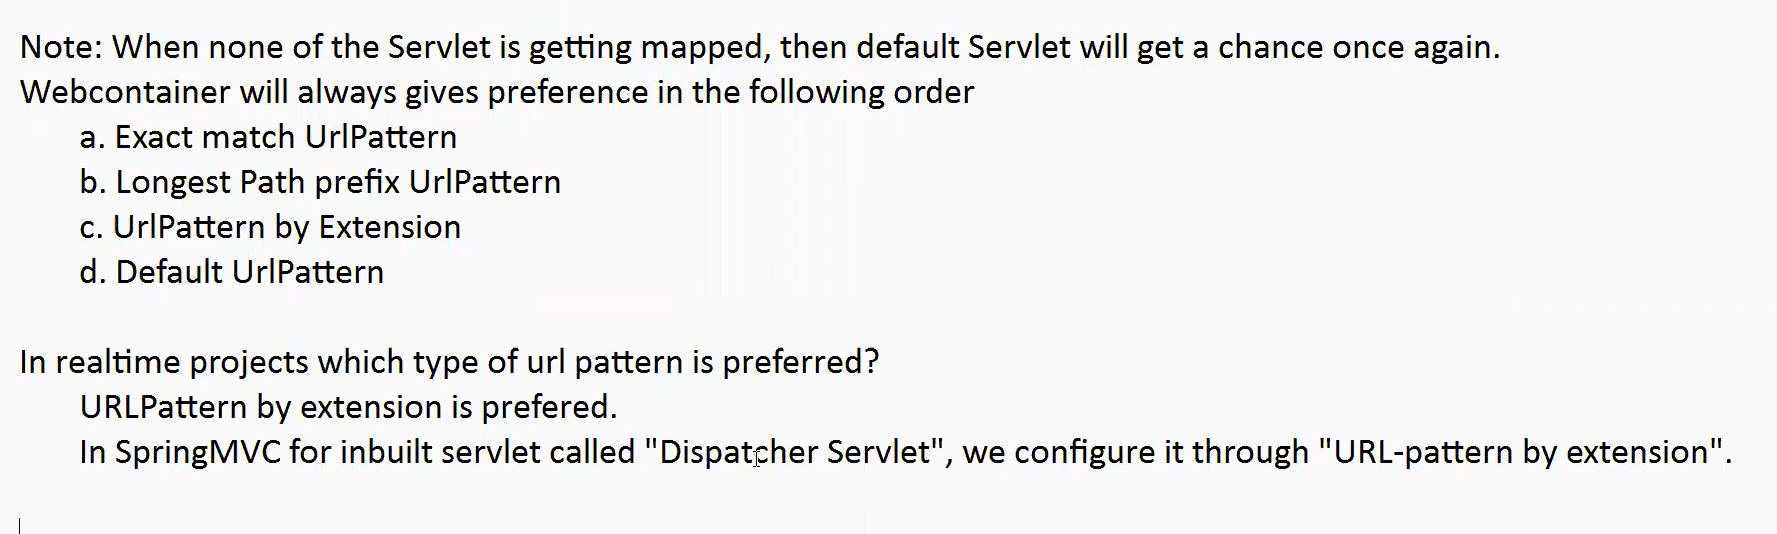 Note: When none of the Servlet is getting mapped, then default Servlet will get a chance once again.
Webcontainer will always gives preference in the following order
a. Exact match UrlPattern
b. Longest Path prefix UrlPattern
c. UrlPattern by Extension
d. Default UrlPattern
In realtime projects which type of url pattern is preferred?
URLPattern by extension is prefered.
In SpringMVC for inbuilt servlet called "Dispatcher Servlet", we configure it through "URL-pattern by extension".